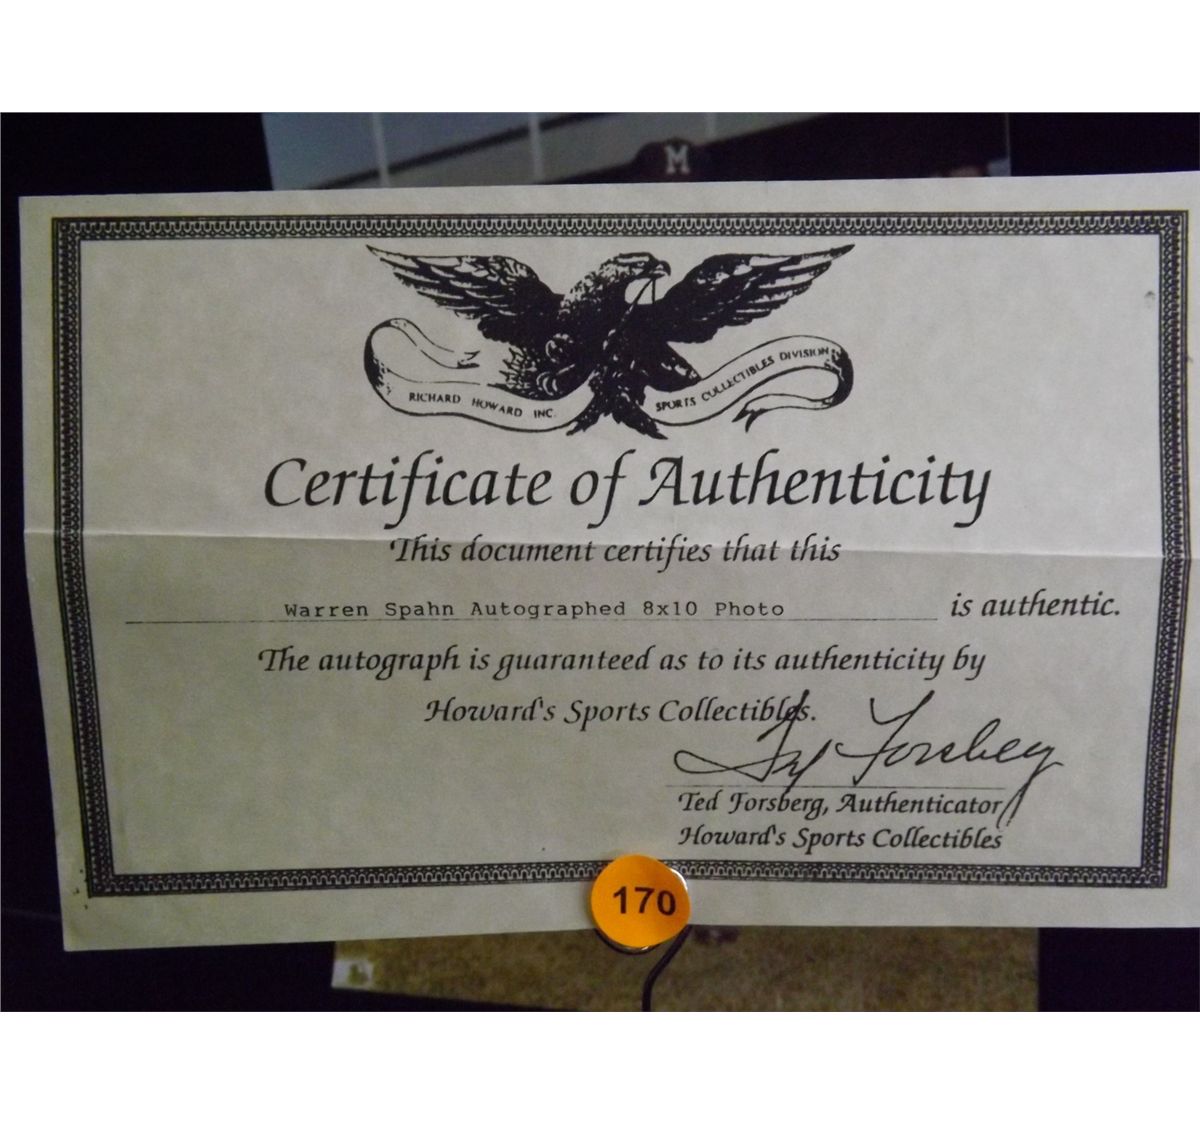 M
RICHARD HOWARD INC.
SPORTS COLLECTIBLES DIVISION
Certificate of Authenticity
This document certifies that this
Warren Spahn Autographed 8x10 Photo is authentic.
The autograph is guaranteed as to its authenticity by
Howard's Sports Collectibles.
Ted Forsberg
Ted Forsberg, Authenticator
Howard's Sports Collectibles
170